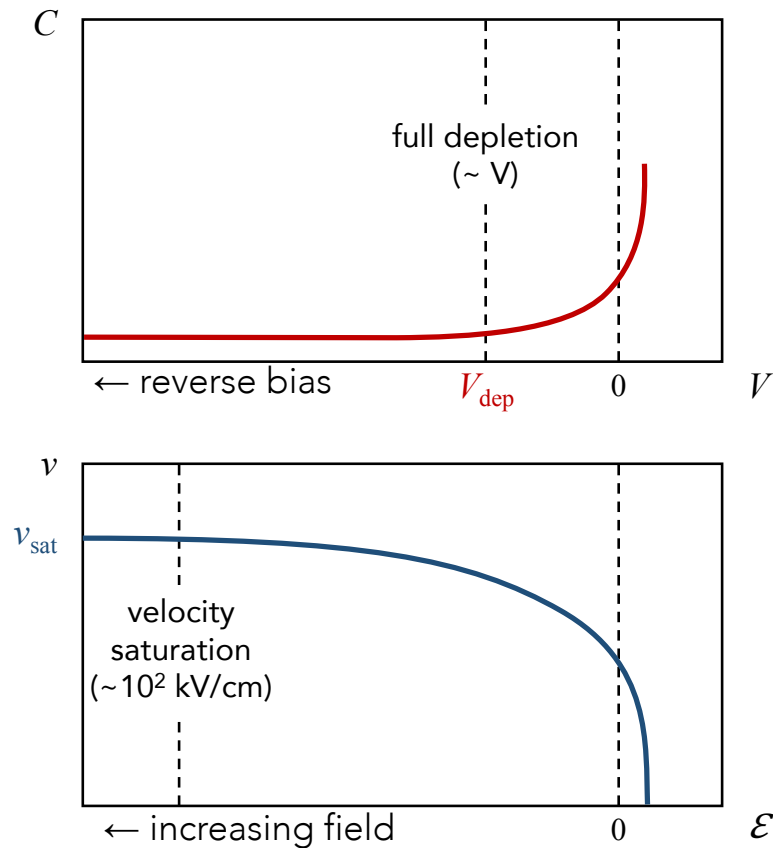 C
full depletion
(~ V)
← reverse bias
V_dep
0
V
v
v_sat
velocity
saturation
(~10² kV/cm)
← increasing field
0
ℰ